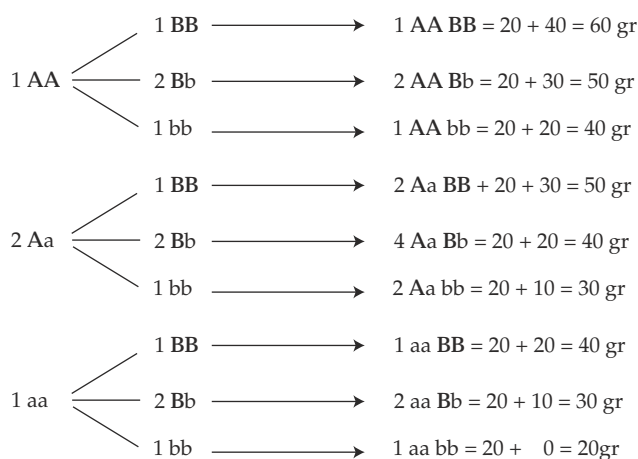 1 BB 1 AA BB = 20 + 40 = 60 gr
1 AA 2 Bb 2 AA Bb = 20 + 30 = 50 gr
1 bb 1 AA bb = 20 + 20 = 40 gr
1 BB 2 Aa BB + 20 + 30 = 50 gr
2 Aa 2 Bb 4 Aa Bb = 20 + 20 = 40 gr
1 bb 2 Aa bb = 20 + 10 = 30 gr
1 BB 1 aa BB = 20 + 20 = 40 gr
1 aa 2 Bb 2 aa Bb = 20 + 10 = 30 gr
1 bb 1 aa bb = 20 + 0 = 20gr